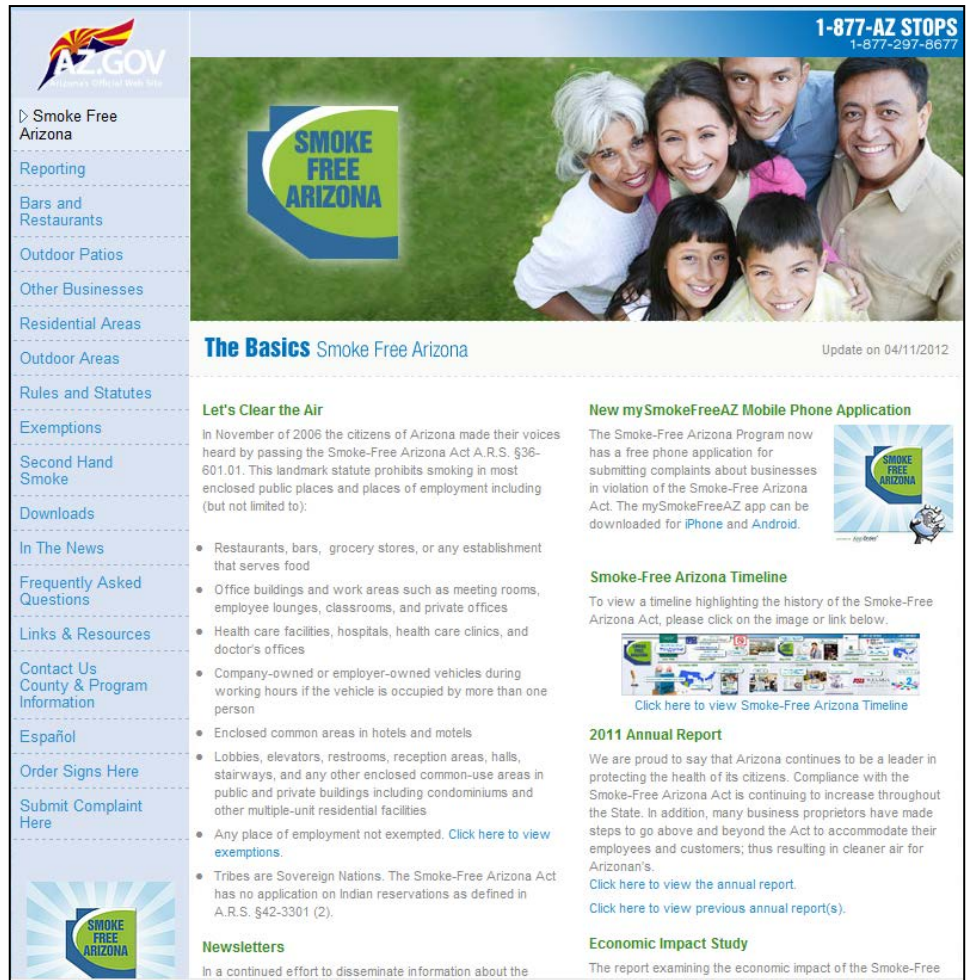 1-877-AZ STOPS
1-877-297-8677
AZ.GOV
Arizona's Official Web Site
Smoke Free
Arizona
Reporting
Bars and
Restaurants
Outdoor Patios
Other Businesses
Residential Areas
Outdoor Areas
Rules and Statutes
Exemptions
Second Hand
Smoke
Downloads
In The News
Frequently Asked
Questions
Links & Resources
Contact Us
County & Program
Information
Español
Order Signs Here
Submit Complaint
Here
SMOKE
FREE
ARIZONA
SMOKE
FREE
ARIZONA
The Basics Smoke Free Arizona
Update on 04/11/2012
Let's Clear the Air
In November of 2006 the citizens of Arizona made their voices
heard by passing the Smoke-Free Arizona Act A.R.S. §36-
601.01. This landmark statute prohibits smoking in most
enclosed public places and places of employment including
(but not limited to):
Restaurants, bars, grocery stores, or any establishment
that serves food
Office buildings and work areas such as meeting rooms,
employee lounges, classrooms, and private offices
Health care facilities, hospitals, health care clinics, and
doctor's offices
Company-owned or employer-owned vehicles during
working hours if the vehicle is occupied by more than one
person
Enclosed common areas in hotels and motels
Lobbies, elevators, restrooms, reception areas, halls,
stairways, and any other enclosed common-use areas in
public and private buildings including condominiums and
other multiple-unit residential facilities
Any place of employment not exempted. Click here to view
exemptions.
Tribes are Sovereign Nations. The Smoke-Free Arizona Act
has no application on Indian reservations as defined in
A.R.S. §42-3301 (2).
Newsletters
In a continued effort to disseminate information about the
New mySmokeFreeAZ Mobile Phone Application
The Smoke-Free Arizona Program now
has a free phone application for
submitting complaints about businesses
in violation of the Smoke-Free Arizona
Act. The mySmokeFreeAZ app can be
downloaded for iPhone and Android.
SMOKE
FREE
ARIZONA
Smoke-Free Arizona Timeline
To view a timeline highlighting the history of the Smoke-Free
Arizona Act, please click on the image or link below.
Click here to view Smoke-Free Arizona Timeline
2011 Annual Report
We are proud to say that Arizona continues to be a leader in
protecting the health of its citizens. Compliance with the
Smoke-Free Arizona Act is continuing to increase throughout
the State. In addition, many business proprietors have made
steps to go above and beyond the Act to accommodate their
employees and customers; thus resulting in cleaner air for
Arizonan's.
Click here to view the annual report.
Click here to view previous annual report(s).
Economic Impact Study
The report examining the economic impact of the Smoke-Free